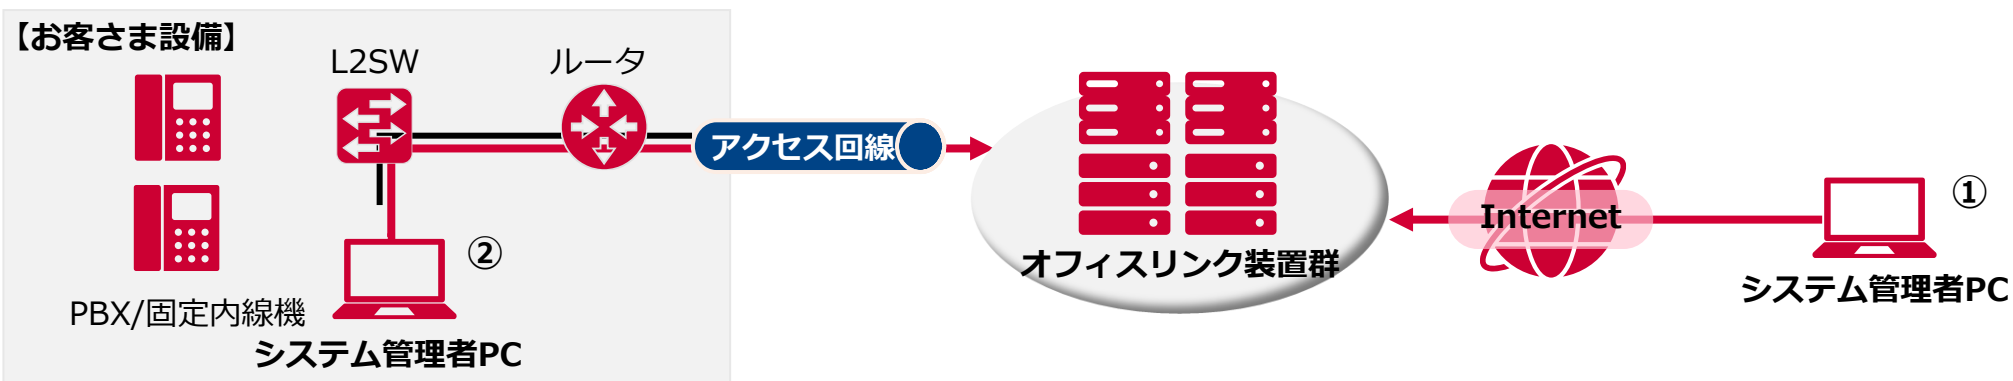 【お客さま設備】
L2SW
ルータ
アクセス回線
PBX/固定内線機
②
システム管理者PC
オフィスリンク装置群
Internet
①
システム管理者PC